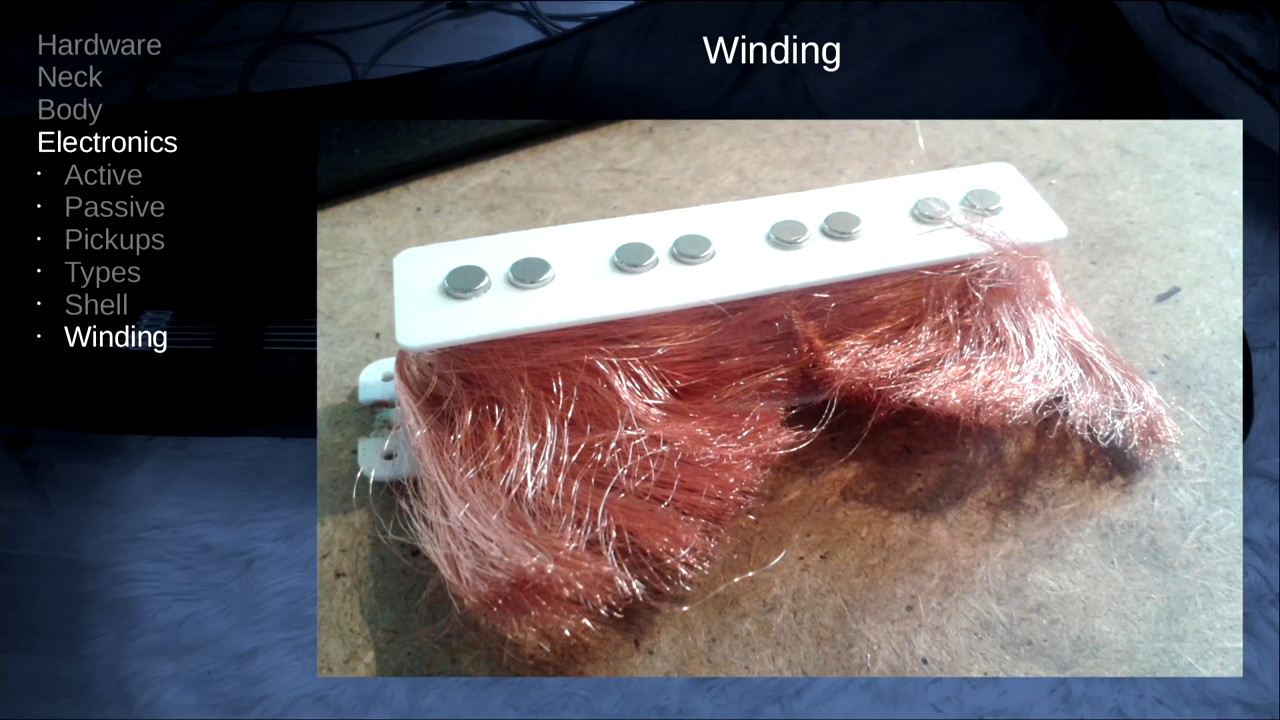 Hardware
Neck
Body
Electronics
· Active
· Passive
· Pickups
· Types
· Shell
· Winding
Winding